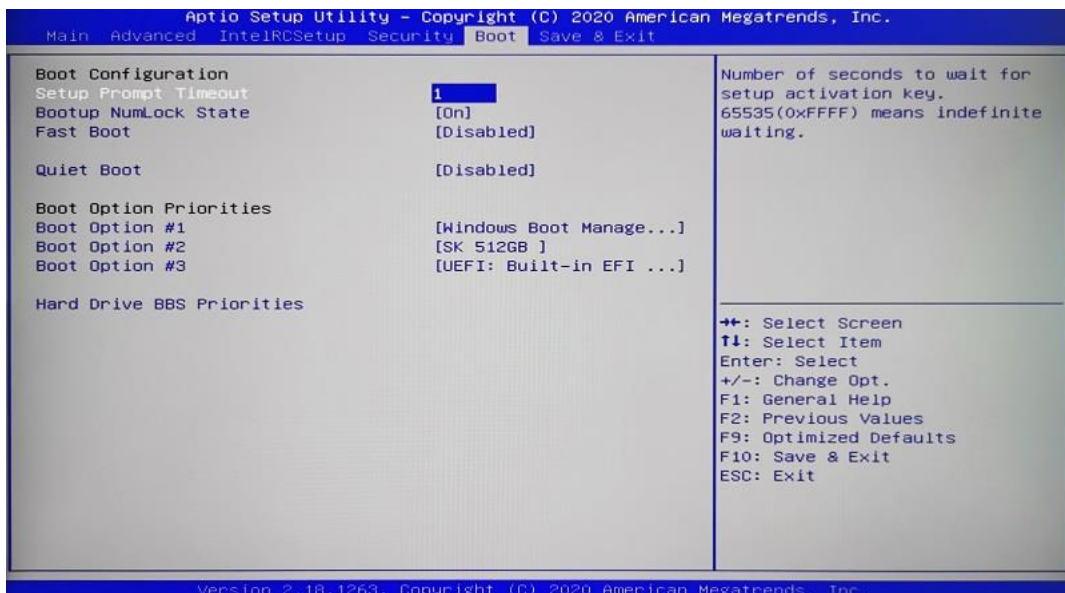 Aptio Setup Utility – Copyright (C) 2020 American Megatrends, Inc.
Main Advanced IntelRCSetup Security Boot Save & Exit
Boot Configuration
Setup Prompt Timeout 1
Bootup NumLock State [On]
Fast Boot [Disabled]
Quiet Boot [Disabled]
Boot Option Priorities
Boot Option #1 [Windows Boot Manage...]
Boot Option #2 [SK 512GB ]
Boot Option #3 [UEFI: Built-in EFI ...]
Hard Drive BBS Priorities
Number of seconds to wait for
setup activation key.
65535(0xFFFF) means indefinite
waiting.
→←: Select Screen
↑↓: Select Item
Enter: Select
+/-: Change Opt.
F1: General Help
F2: Previous Values
F9: Optimized Defaults
F10: Save & Exit
ESC: Exit
Version 2.18.1263. Copyright (C) 2020 American Megatrends, Inc.